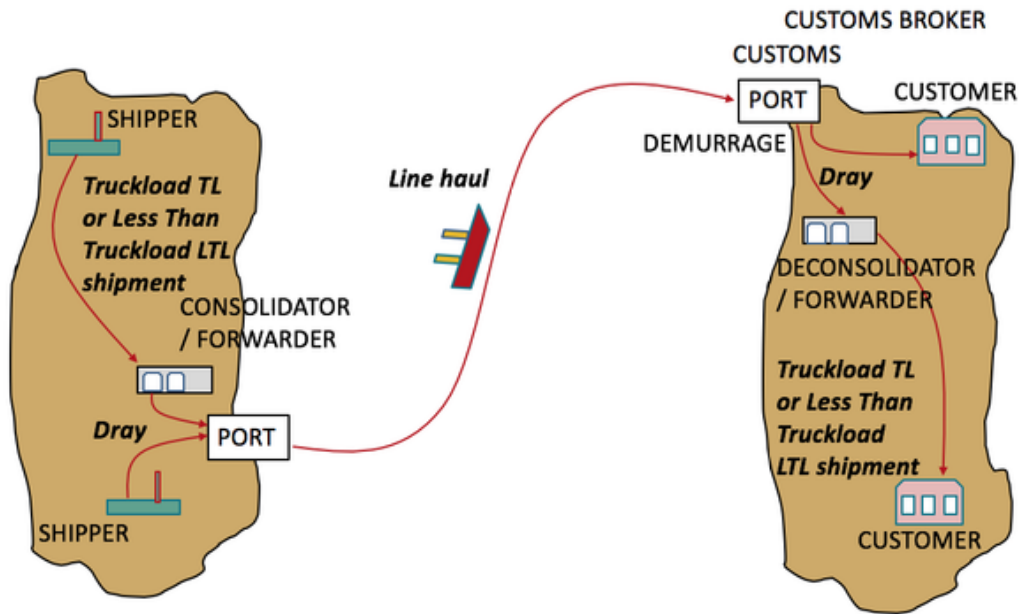 CUSTOMS BROKER
CUSTOMS
PORT
CUSTOMER
DEMURRAGE
Dray
DECONSOLIDATOR
/ FORWARDER
Truckload TL
or Less Than
Truckload
LTL shipment
CUSTOMER
Line haul
SHIPPER
Truckload TL
or Less Than
Truckload LTL
shipment
CONSOLIDATOR
/ FORWARDER
Dray
PORT
SHIPPER